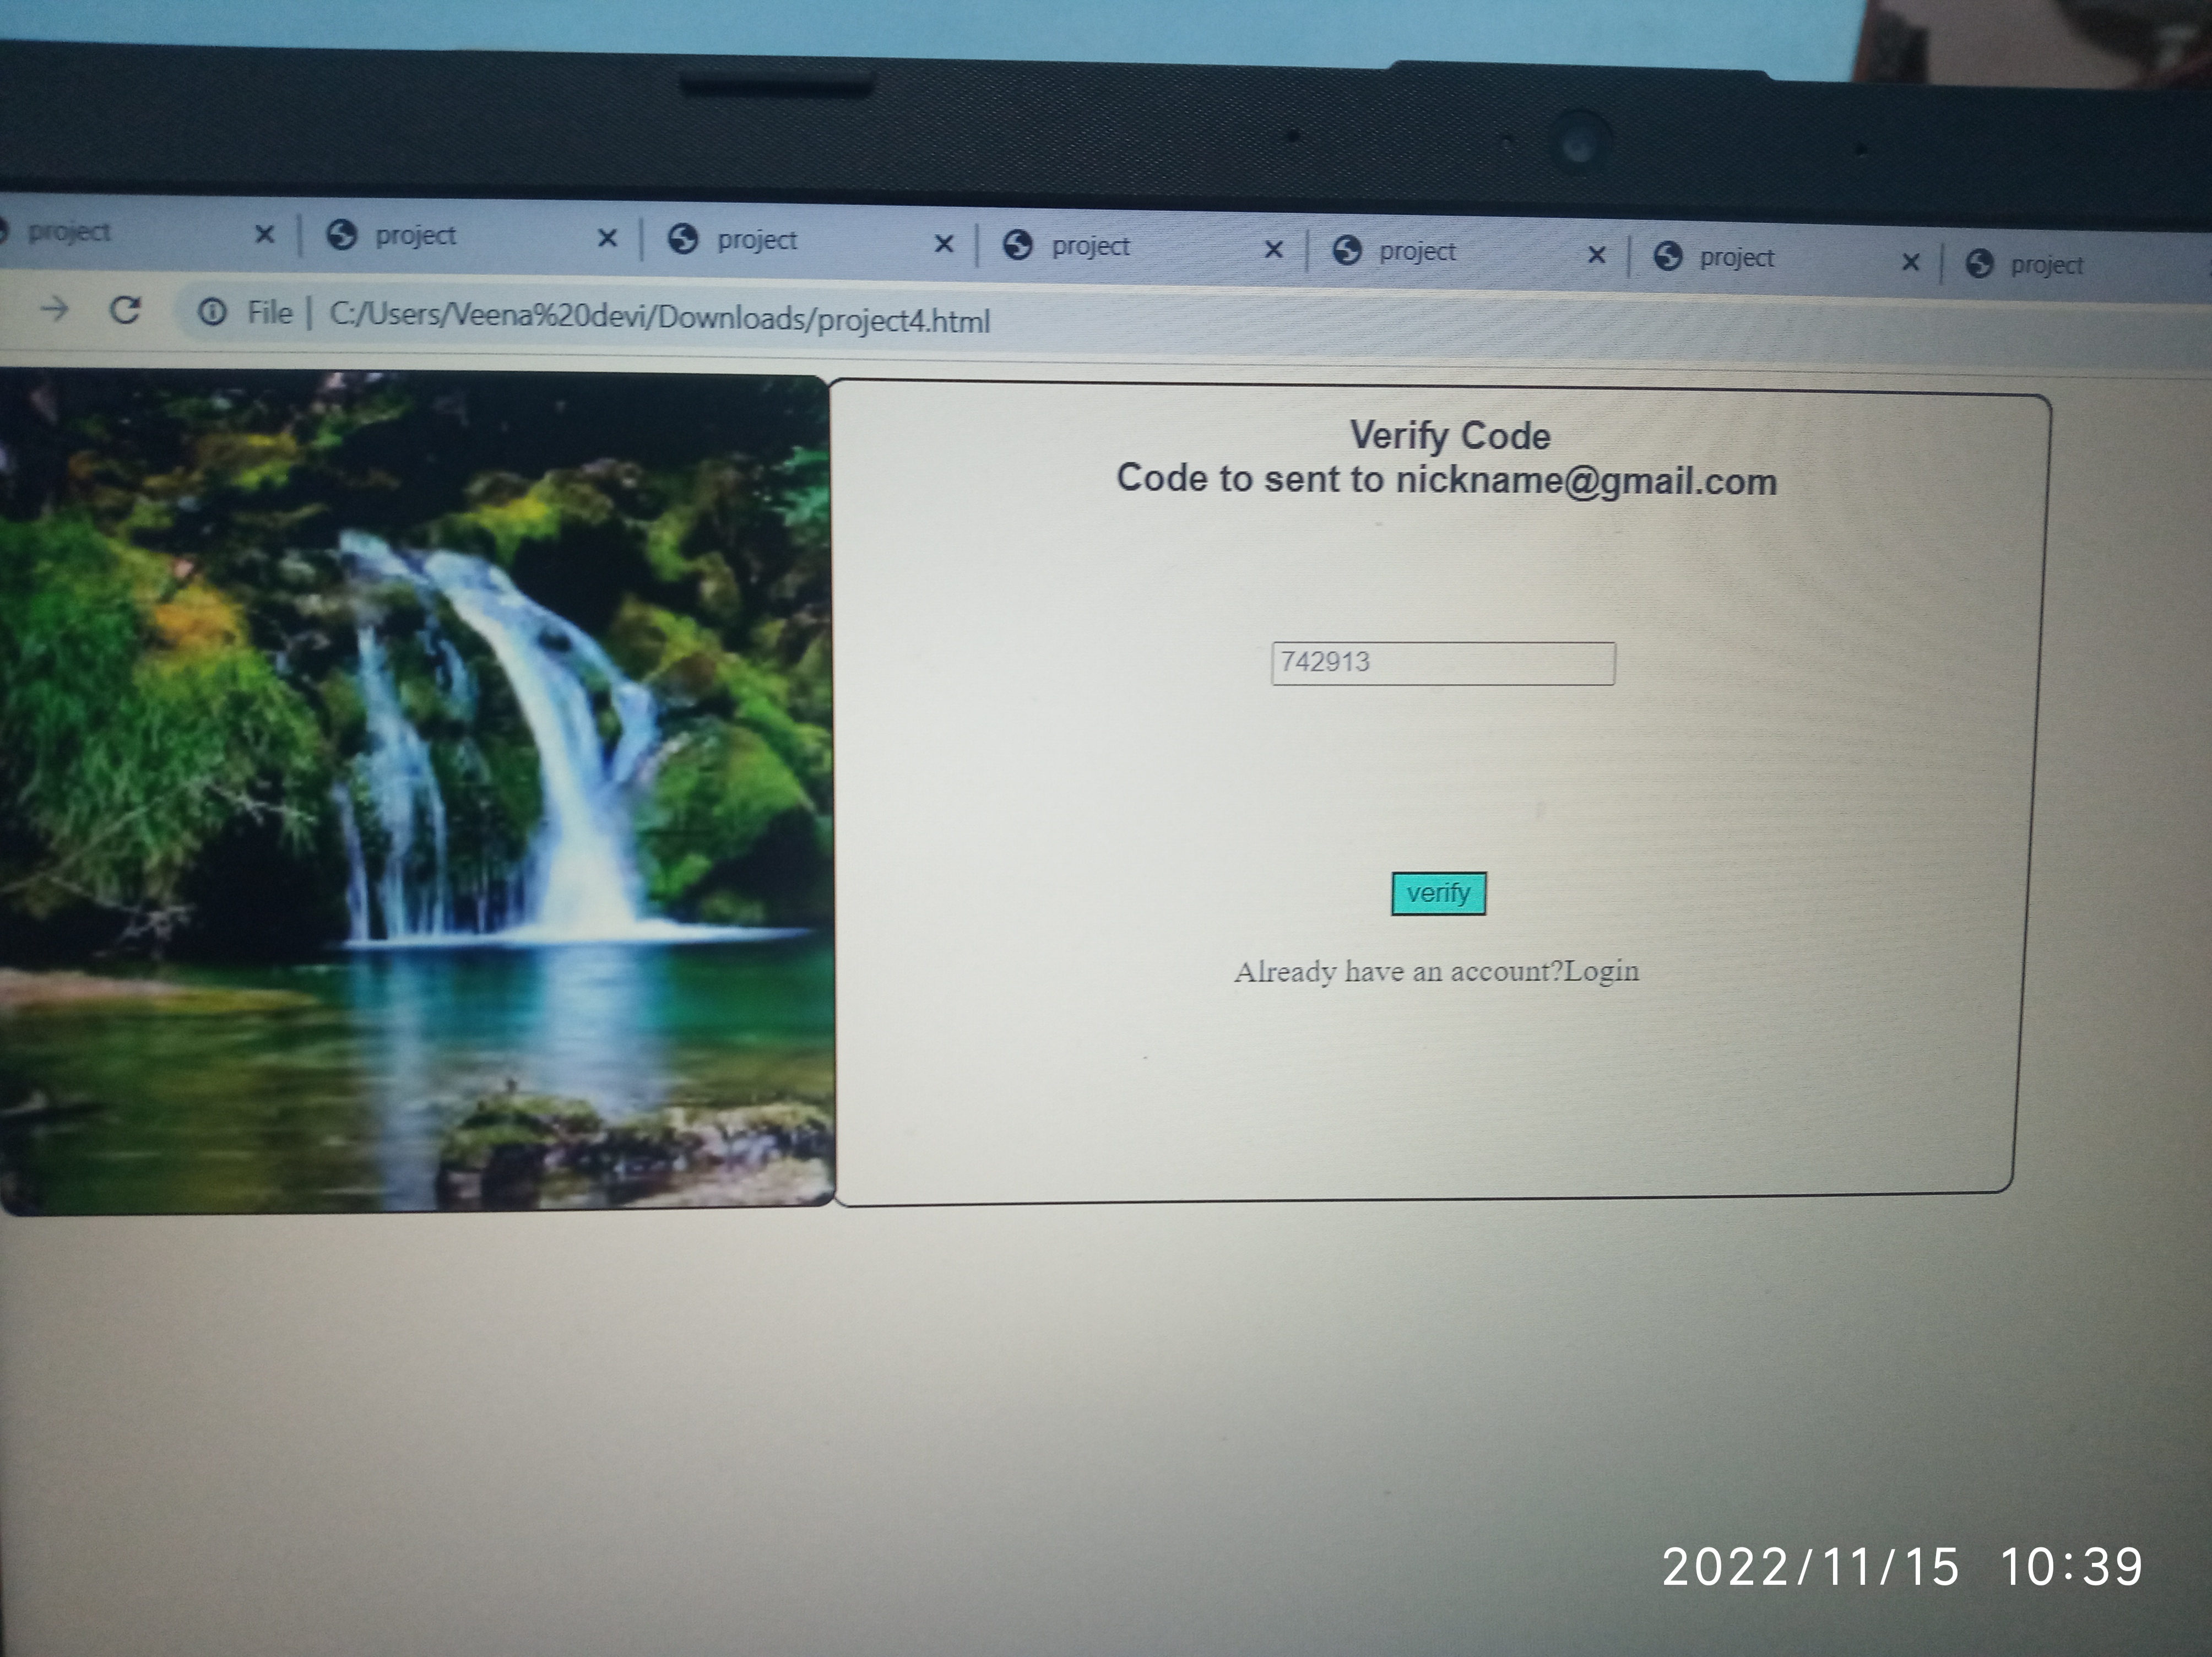 project
project
project
project
project
project
project
File | C:/Users/Veena%20devi/Downloads/project4.html
Verify Code
Code to sent to nickname@gmail.com
742913
verify
Already have an account?Login
2022/11/15 10:39